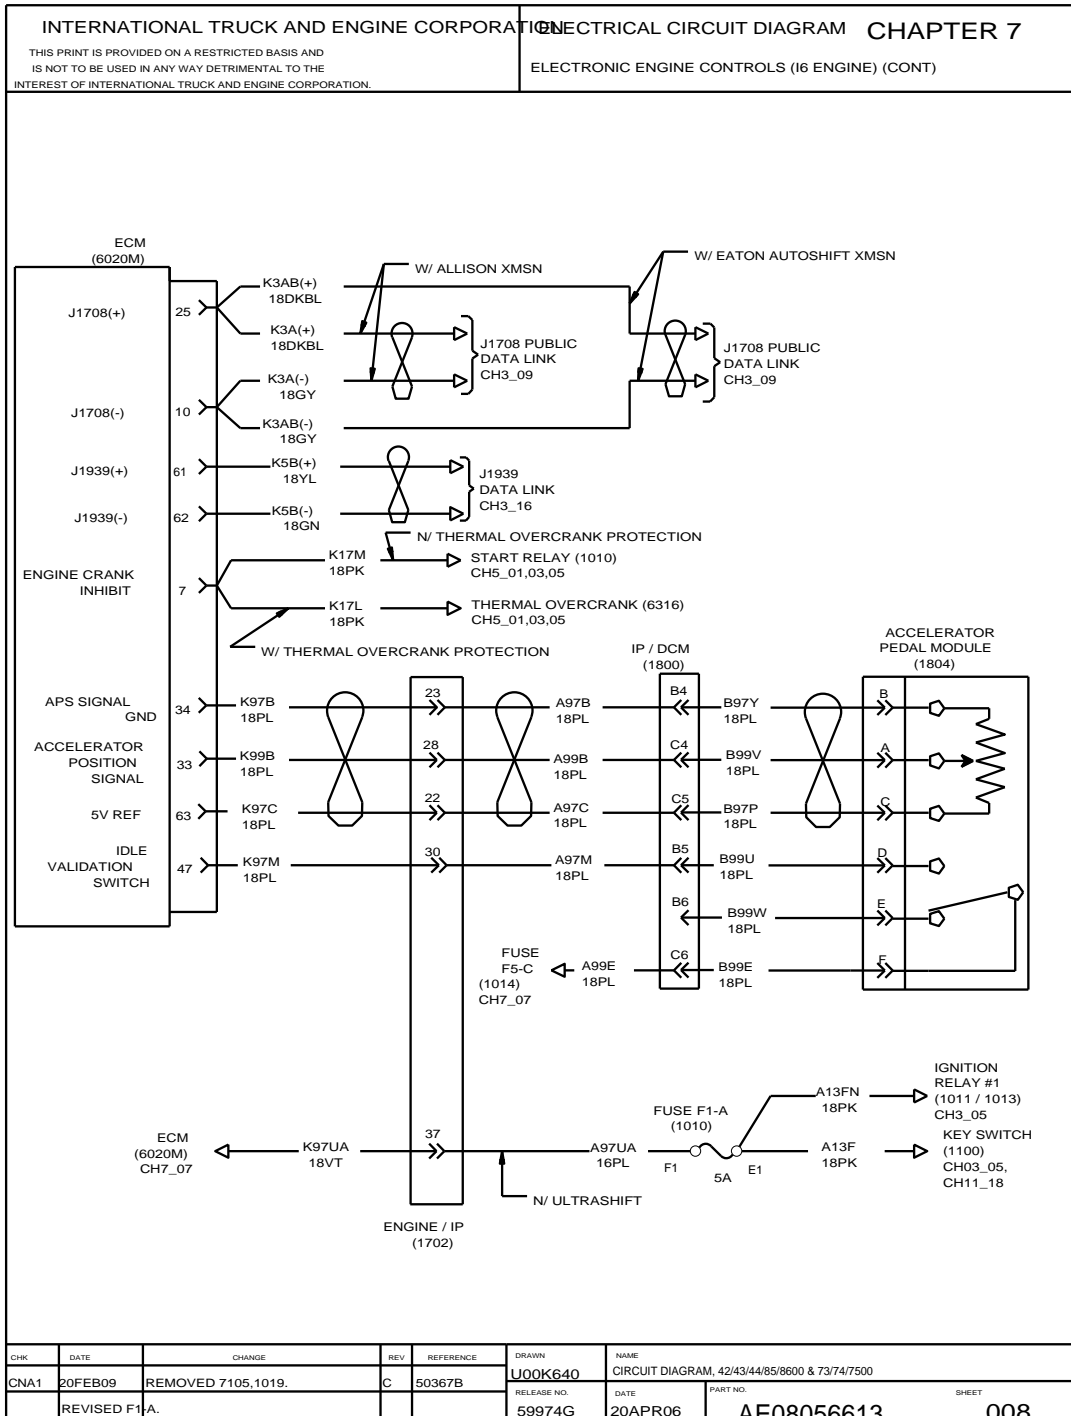 INTERNATIONAL TRUCK AND ENGINE CORPORATION
THIS PRINT IS PROVIDED ON A RESTRICTED BASIS AND
IS NOT TO BE USED IN ANY WAY DETRIMENTAL TO THE
INTEREST OF INTERNATIONAL TRUCK AND ENGINE CORPORATION.
ELECTRICAL CIRCUIT DIAGRAM CHAPTER 7
ELECTRONIC ENGINE CONTROLS (I6 ENGINE) (CONT)
ECM
(6020M)
J1708(+)
25
K3AB(+)
18DKBL
K3A(+)
18DKBL
W/ ALLISON XMSN
W/ EATON AUTOSHIFT XMSN
J1708 PUBLIC
DATA LINK
CH3_09
J1708 PUBLIC
DATA LINK
CH3_09
J1708(-)
10
K3A(-)
18GY
K3AB(-)
18GY
J1939(+)
61
K5B(+)
18YL
J1939(-)
62
K5B(-)
18GN
J1939
DATA LINK
CH3_16
N/ THERMAL OVERCRANK PROTECTION
ENGINE CRANK
INHIBIT
7
K17M
18PK
START RELAY (1010)
CH5_01,03,05
K17L
18PK
THERMAL OVERCRANK (6316)
CH5_01,03,05
W/ THERMAL OVERCRANK PROTECTION
IP / DCM
(1800)
ACCELERATOR
PEDAL MODULE
(1804)
APS SIGNAL
GND
34
K97B
18PL
23
A97B
18PL
B4
B97Y
18PL
B
ACCELERATOR
POSITION
SIGNAL
33
K99B
18PL
28
A99B
18PL
C4
B99V
18PL
A
5V REF
63
K97C
18PL
22
A97C
18PL
C5
B97P
18PL
C
IDLE
VALIDATION
SWITCH
47
K97M
18PL
30
A97M
18PL
B5
B99U
18PL
D
B6
B99W
18PL
E
FUSE
F5-C
(1014)
CH7_07
A99E
18PL
C6
B99E
18PL
F
ECM
(6020M)
CH7_07
K97UA
18VT
37
A97UA
16PL
N/ ULTRASHIFT
FUSE F1-A
(1010)
F1
5A
E1
A13FN
18PK
IGNITION
RELAY #1
(1011 / 1013)
CH3_05
A13F
18PK
KEY SWITCH
(1100)
CH03_05,
CH11_18
ENGINE / IP
(1702)
CHK DATE CHANGE REV REFERENCE
CNA1 20FEB09 REMOVED 7105,1019. C 50367B
REVISED F1-A.
DRAWN
U00K640
NAME
CIRCUIT DIAGRAM, 42/43/44/85/8600 & 73/74/7500
RELEASE NO.
59974G
DATE
20APR06
PART NO.
AE08056613
SHEET
008